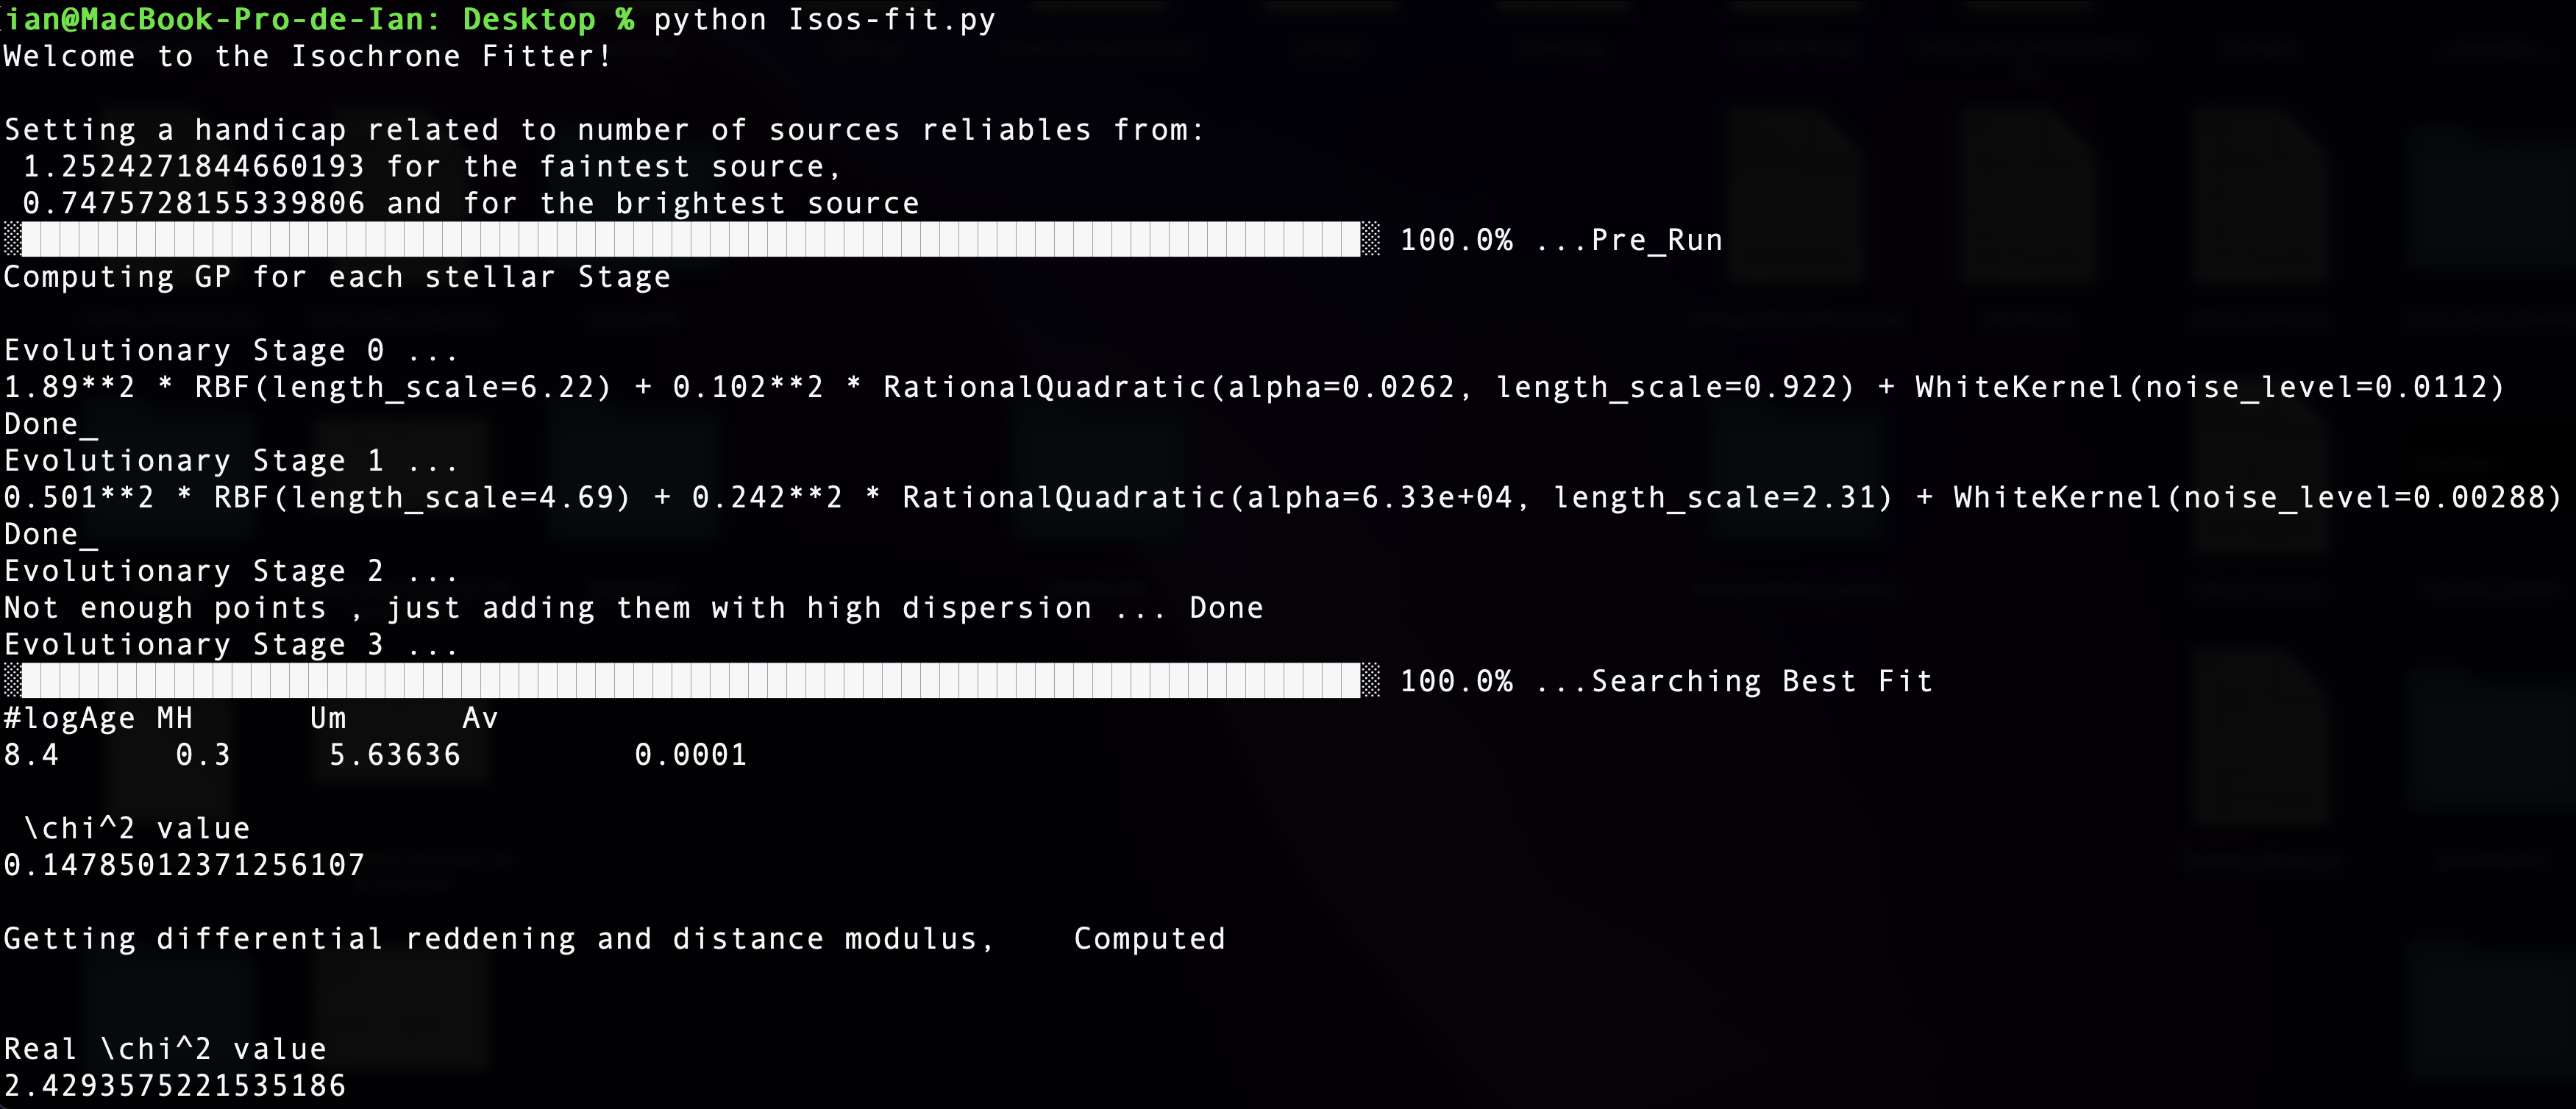 ian@MacBook-Pro-de-Ian: Desktop % python Isos-fit.py
Welcome to the Isochrone Fitter!
Setting a handicap related to number of sources reliables from:
1.2524271844660193 for the faintest source,
0.7475728155339806 and for the brightest source
100.0% ...Pre_Run
Computing GP for each stellar Stage
Evolutionary Stage 0 ...
1.89**2 * RBF(length_scale=6.22) + 0.102**2 * RationalQuadratic(alpha=0.0262, length_scale=0.922) + WhiteKernel(noise_level=0.0112)
Done_
Evolutionary Stage 1 ...
0.501**2 * RBF(length_scale=4.69) + 0.242**2 * RationalQuadratic(alpha=6.33e+04, length_scale=2.31) + WhiteKernel(noise_level=0.00288)
Done_
Evolutionary Stage 2 ...
Not enough points , just adding them with high dispersion ... Done
Evolutionary Stage 3 ...
100.0% ...Searching Best Fit
#logAge MH Um Av
8.4 0.3 5.63636 0.0001
\chi^2 value
0.14785012371256107
Getting differential reddening and distance modulus, Computed
Real \chi^2 value
2.4293575221535186